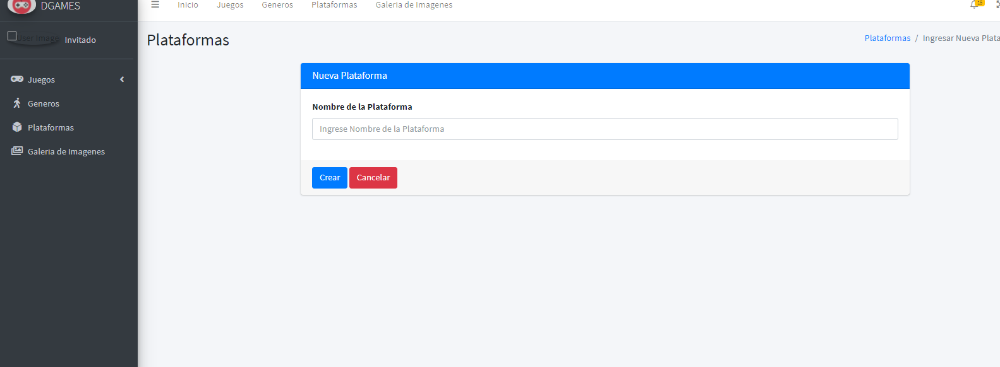 DGAMES
Inicio Juegos Generos Plataformas Galeria de Imagenes
15
User Image Invitado
Plataformas
Plataformas / Ingresar Nueva Plata
Juegos
Generos
Plataformas
Galeria de Imagenes
Nueva Plataforma
Nombre de la Plataforma
Ingrese Nombre de la Plataforma
Crear Cancelar